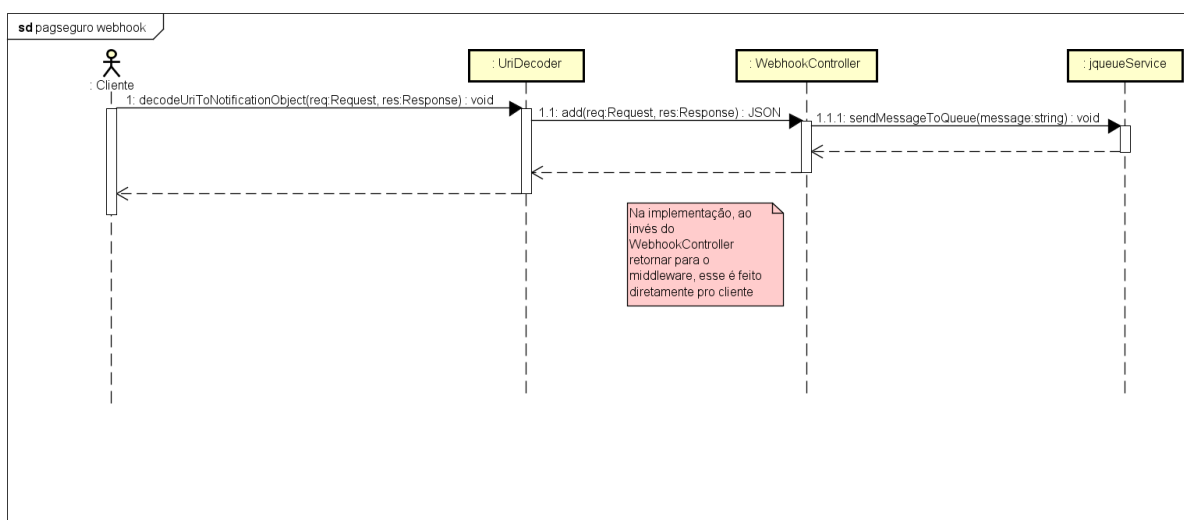 sd pagseguro webhook
: Cliente
: UriDecoder
: WebhookController
: jqueueService
1: decodeUriToNotificationObject(req:Request, res:Response) : void
1.1: add(req:Request, res:Response) : JSON
1.1.1: sendMessageToQueue(message:string) : void
Na implementação, ao
invés do
WebhookController
retornar para o
middleware, esse é feito
diretamente pro cliente